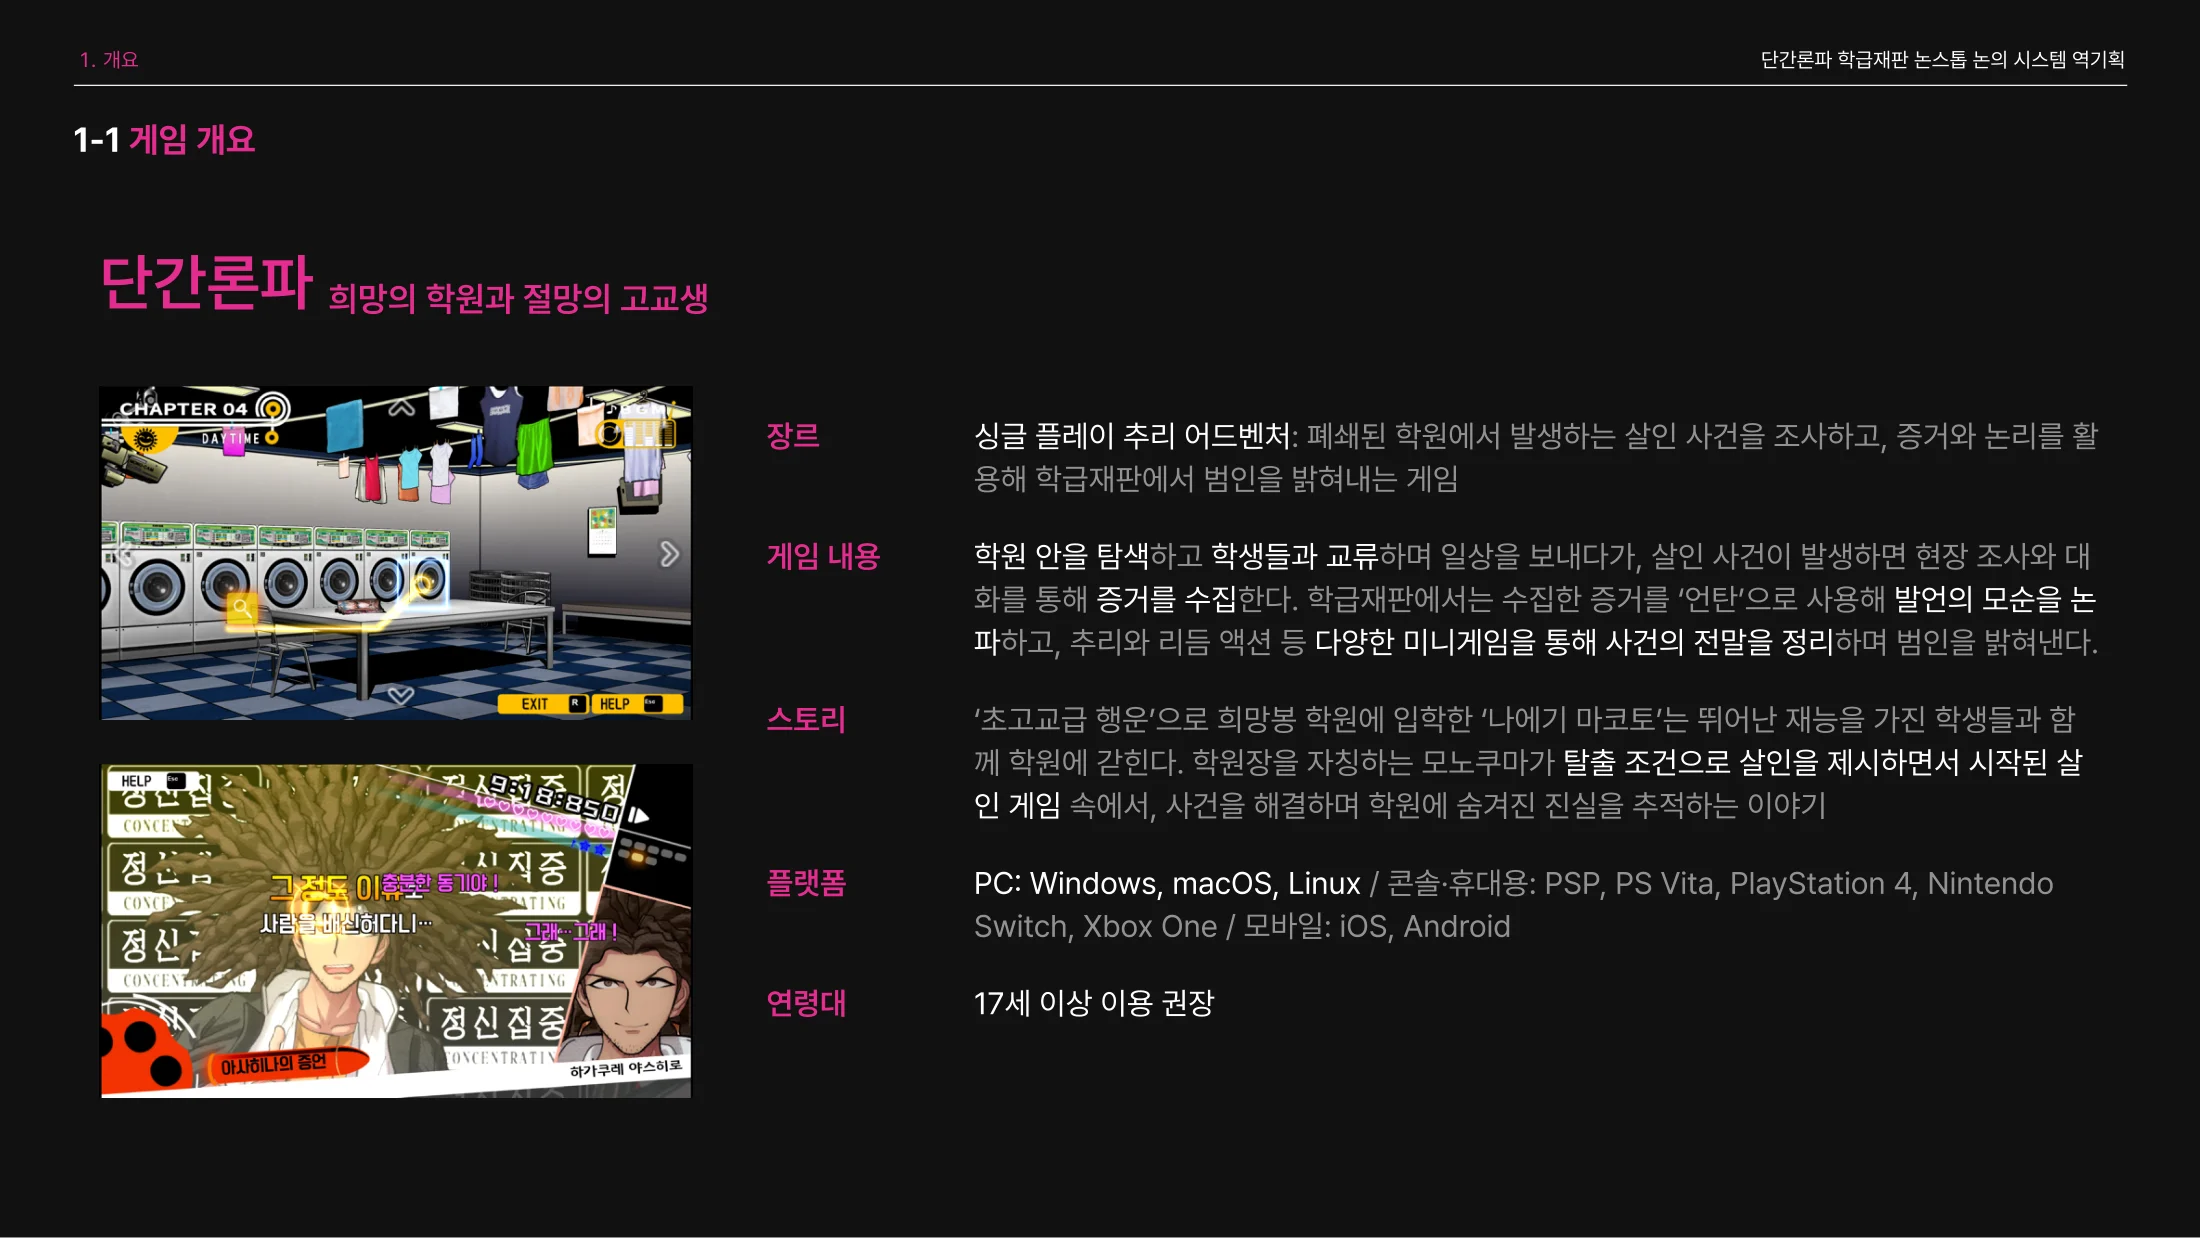 1. 개요
단간론파 학급재판 논스톱 논의 시스템 역기획
1-1 게임 개요
단간론파 희망의 학원과 절망의 고교생
CHAPTER 04
DAYTIME
BGM
EXIT R HELP Esc
HELP Esc
9:18:850
정신집중
CONCENTRATING
그 정도 이유로
충분한 동기야!
사람을 배신허다니…
그래…그래!
아사히나의 증언
하가쿠레 야스히로
장르
싱글 플레이 추리 어드벤처: 폐쇄된 학원에서 발생하는 살인 사건을 조사하고, 증거와 논리를 활
용해 학급재판에서 범인을 밝혀내는 게임
게임 내용
학원 안을 탐색하고 학생들과 교류하며 일상을 보내다가, 살인 사건이 발생하면 현장 조사와 대
화를 통해 증거를 수집한다. 학급재판에서는 수집한 증거를 ‘언탄’으로 사용해 발언의 모순을 논
파하고, 추리와 리듬 액션 등 다양한 미니게임을 통해 사건의 전말을 정리하며 범인을 밝혀낸다.
스토리
‘초고교급 행운’으로 희망봉 학원에 입학한 ‘나에기 마코토’는 뛰어난 재능을 가진 학생들과 함
께 학원에 갇힌다. 학원장을 자칭하는 모노쿠마가 탈출 조건으로 살인을 제시하면서 시작된 살
인 게임 속에서, 사건을 해결하며 학원에 숨겨진 진실을 추적하는 이야기
플랫폼
PC: Windows, macOS, Linux / 콘솔·휴대용: PSP, PS Vita, PlayStation 4, Nintendo
Switch, Xbox One / 모바일: iOS, Android
연령대
17세 이상 이용 권장